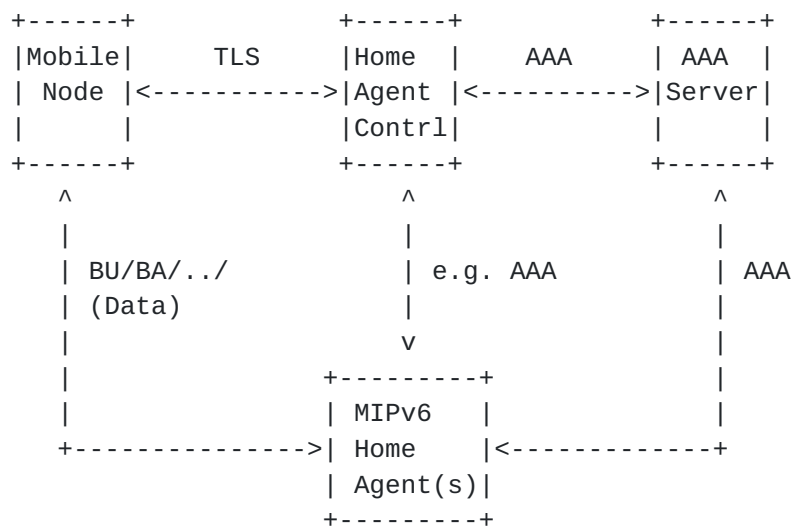 +------+                +------+             +------+
|Mobile|      TLS       |Home  |     AAA     | AAA  |
| Node |<-------------->|Agent |<----------->|Server|
|      |                |Contrl|             |      |
+------+                +------+             +------+
   ^                       ^                    ^
   |                       |                    |
   | BU/BA/../             | e.g. AAA           | AAA
   | (Data)                |                    |
   |                       v                    |
   |                  +---------+               |
   |                  | MIPv6   |               |
   +----------------->| Home    |<--------------+
                      | Agent(s)|
                      +---------+